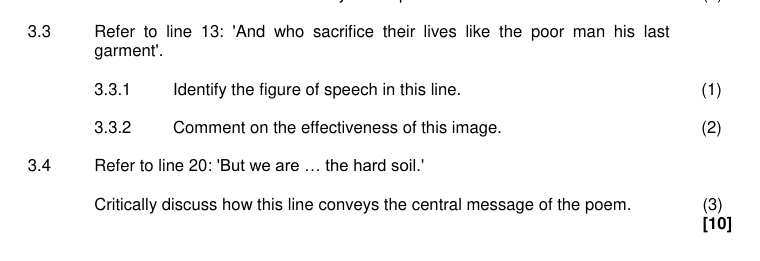 3.3 Refer to line 13: 'And who sacrifice their lives like the poor man his last
garment'.
3.3.1 Identify the figure of speech in this line. (1)
3.3.2 Comment on the effectiveness of this image. (2)
3.4 Refer to line 20: 'But we are … the hard soil.'
Critically discuss how this line conveys the central message of the poem. (3)
[10]